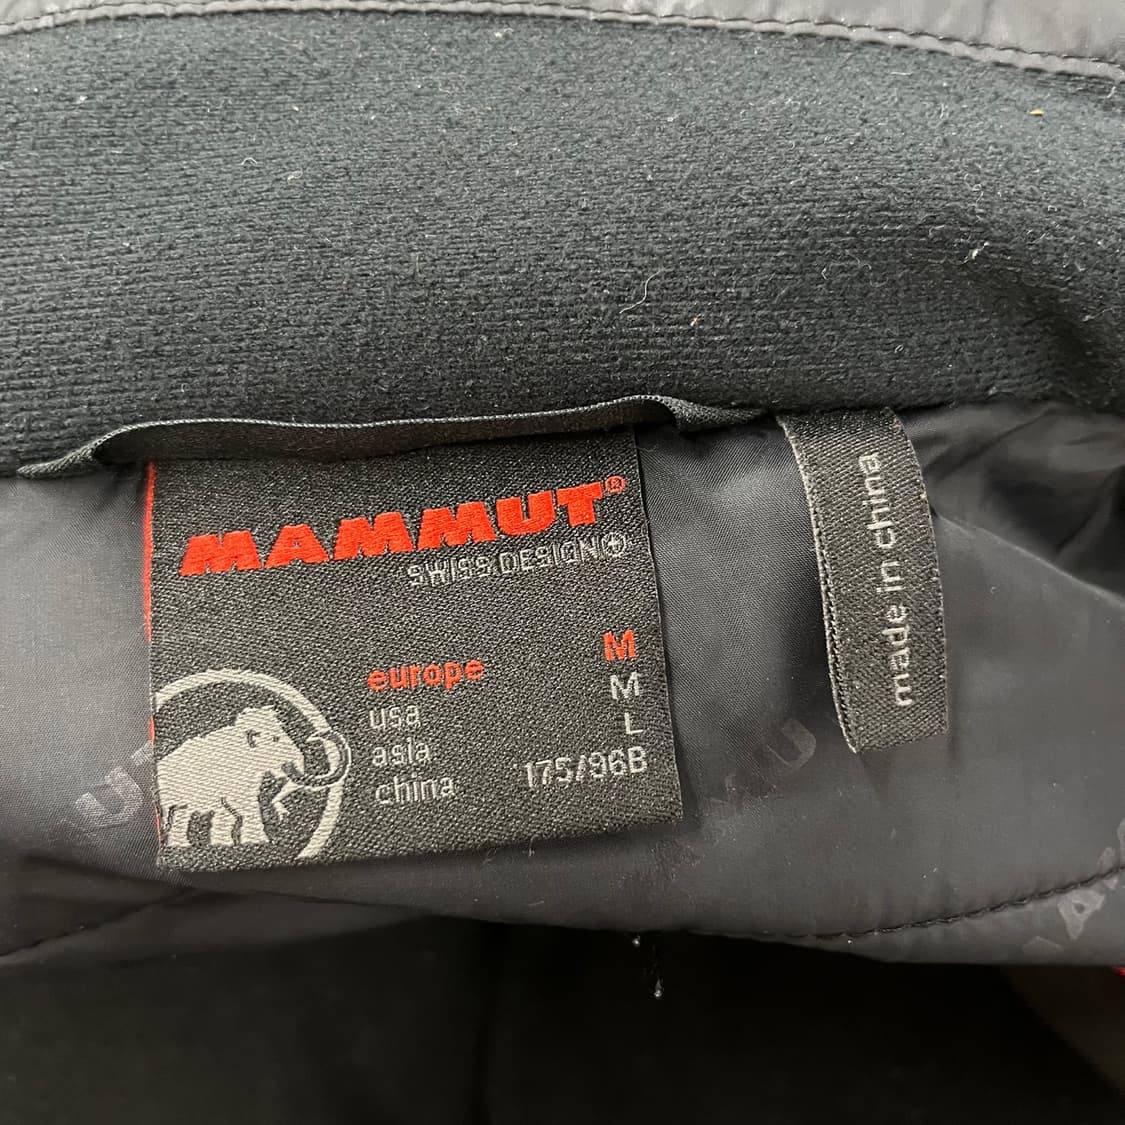 MAMMUT®
SWISS DESIGN
europe M
usa M
asia L
china 175/96B
made in china